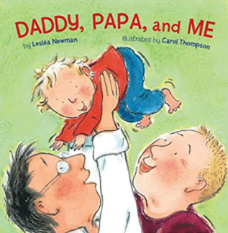 DADDY, PAPA, and ME
by Lesléa Newman
illustrated by Carol Thompson